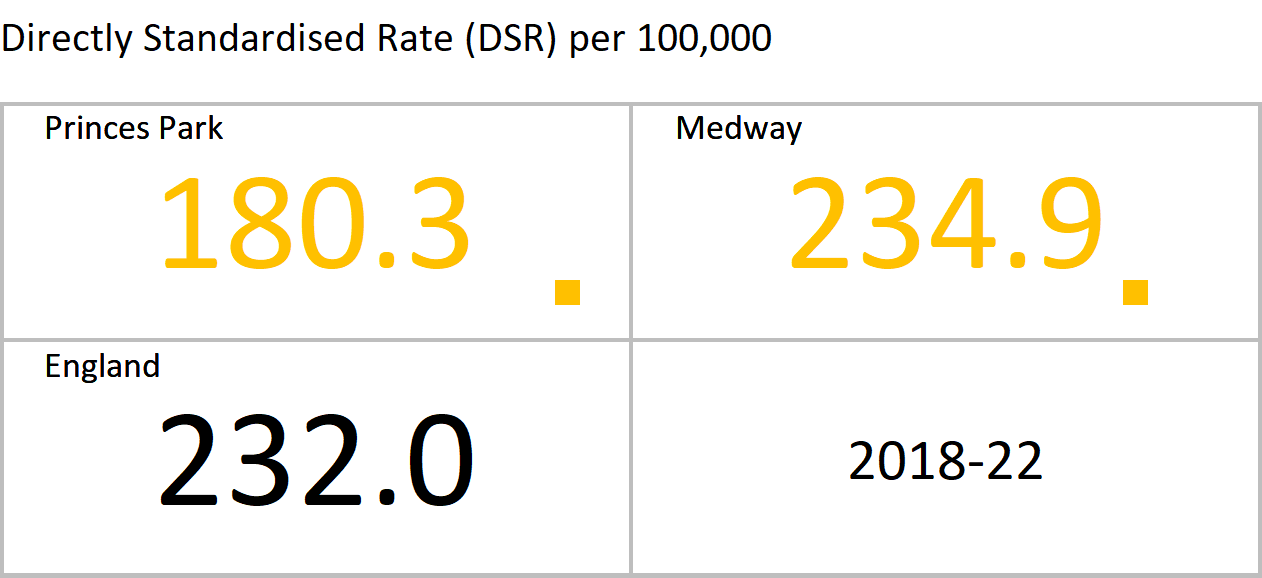 Directly Standardised Rate (DSR) per 100,000
Princes Park
180.3
Medway
234.9
England
232.0
2018-22